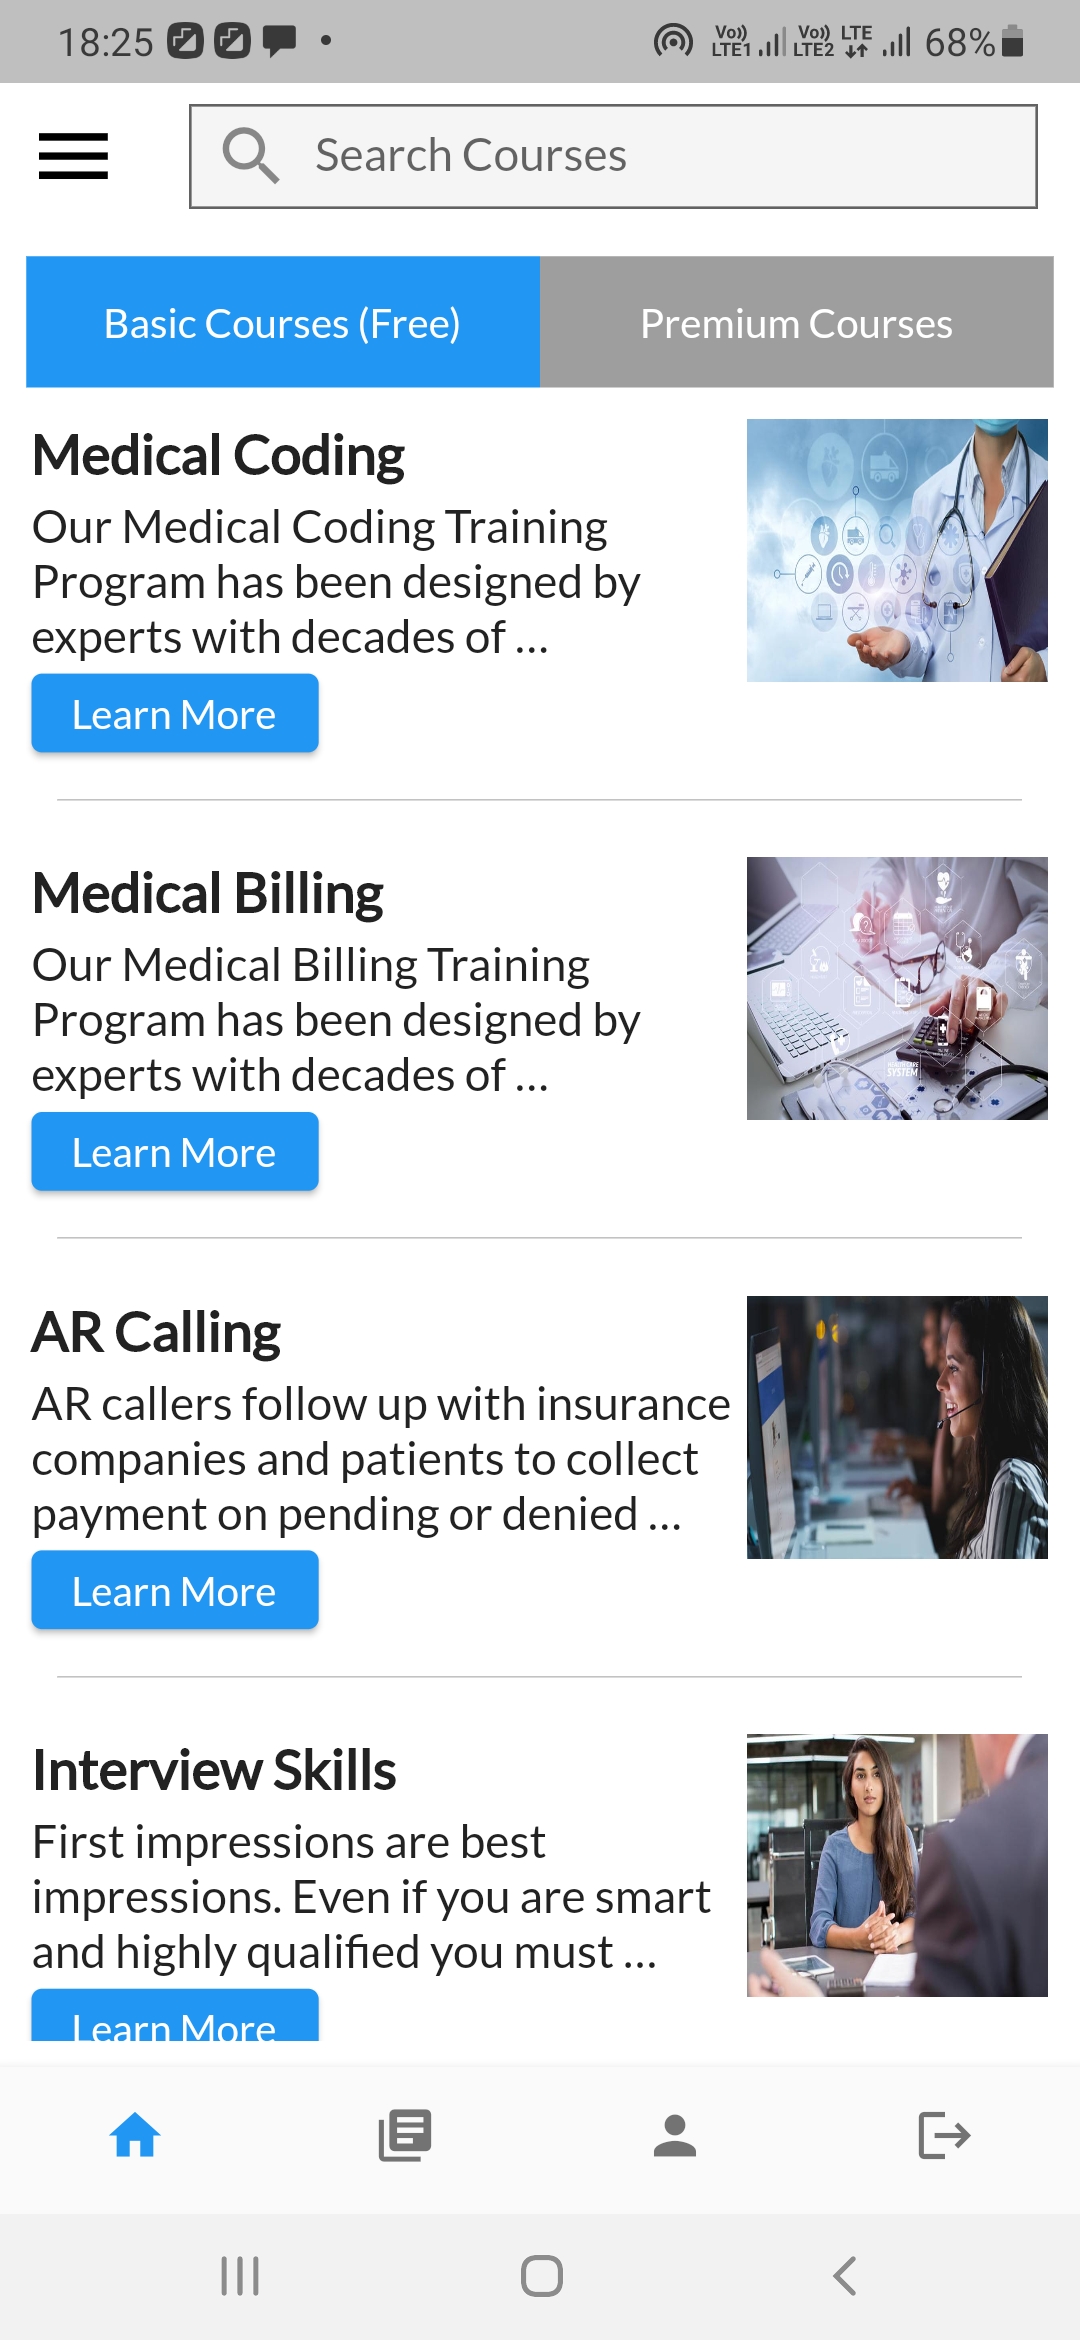 18:25
Vo)) LTE1 Vo)) LTE2 LTE 68%
Search Courses
Basic Courses (Free) Premium Courses
Medical Coding
Our Medical Coding Training
Program has been designed by
experts with decades of ...
Learn More
Medical Billing
Our Medical Billing Training
Program has been designed by
experts with decades of ...
Learn More
HEALTHCARE
SYSTEM
AR Calling
AR callers follow up with insurance
companies and patients to collect
payment on pending or denied ...
Learn More
Interview Skills
First impressions are best
impressions. Even if you are smart
and highly qualified you must ...
Learn More